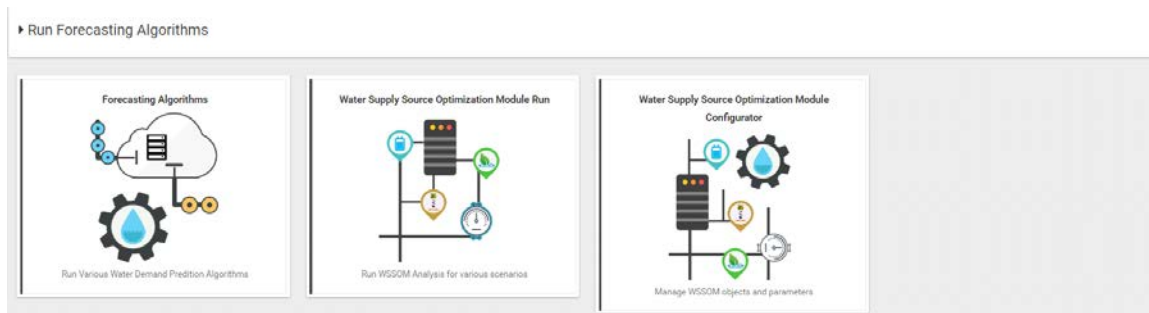 Run Forecasting Algorithms
Forecasting Algorithms
Run Various Water Demand Predition Algorithms
Water Supply Source Optimization Module Run
Run WSSOM Analysis for various scenarios
Water Supply Source Optimization Module
Configurator
Manage WSSOM objects and parameters